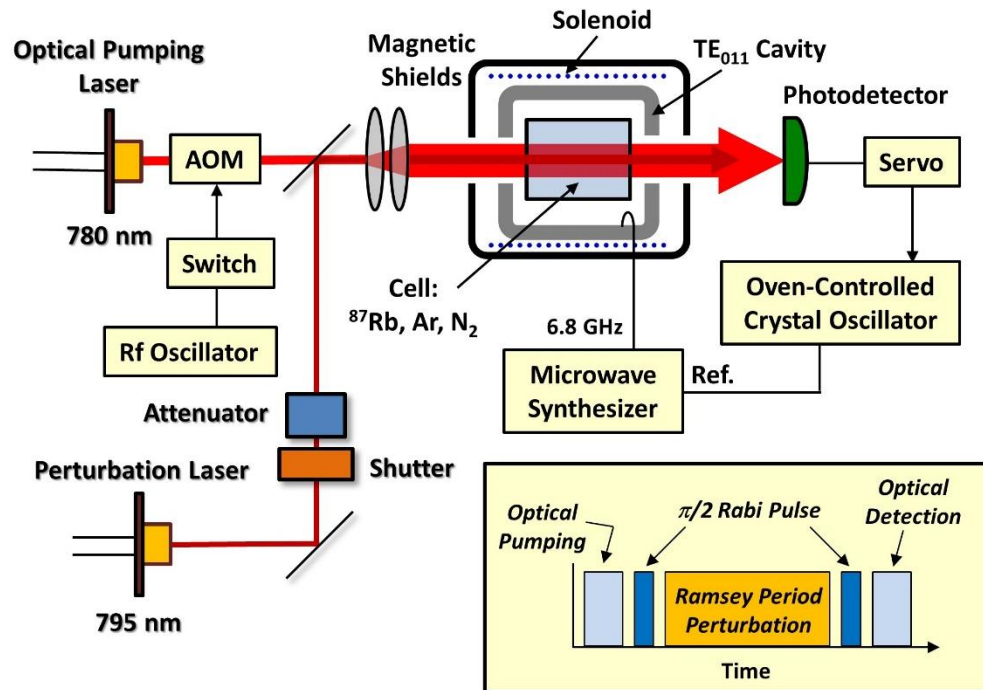 Optical Pumping
Laser
780 nm
AOM
Switch
Rf Oscillator
Magnetic
Shields
Solenoid
TE₀₁₁ Cavity
Photodetector
Servo
Cell:
⁸⁷Rb, Ar, N₂
6.8 GHz
Oven-Controlled
Crystal Oscillator
Microwave
Synthesizer
Ref.
Attenuator
Shutter
Perturbation Laser
795 nm
Optical
Pumping
π/2 Rabi Pulse
Optical
Detection
Ramsey Period
Perturbation
Time